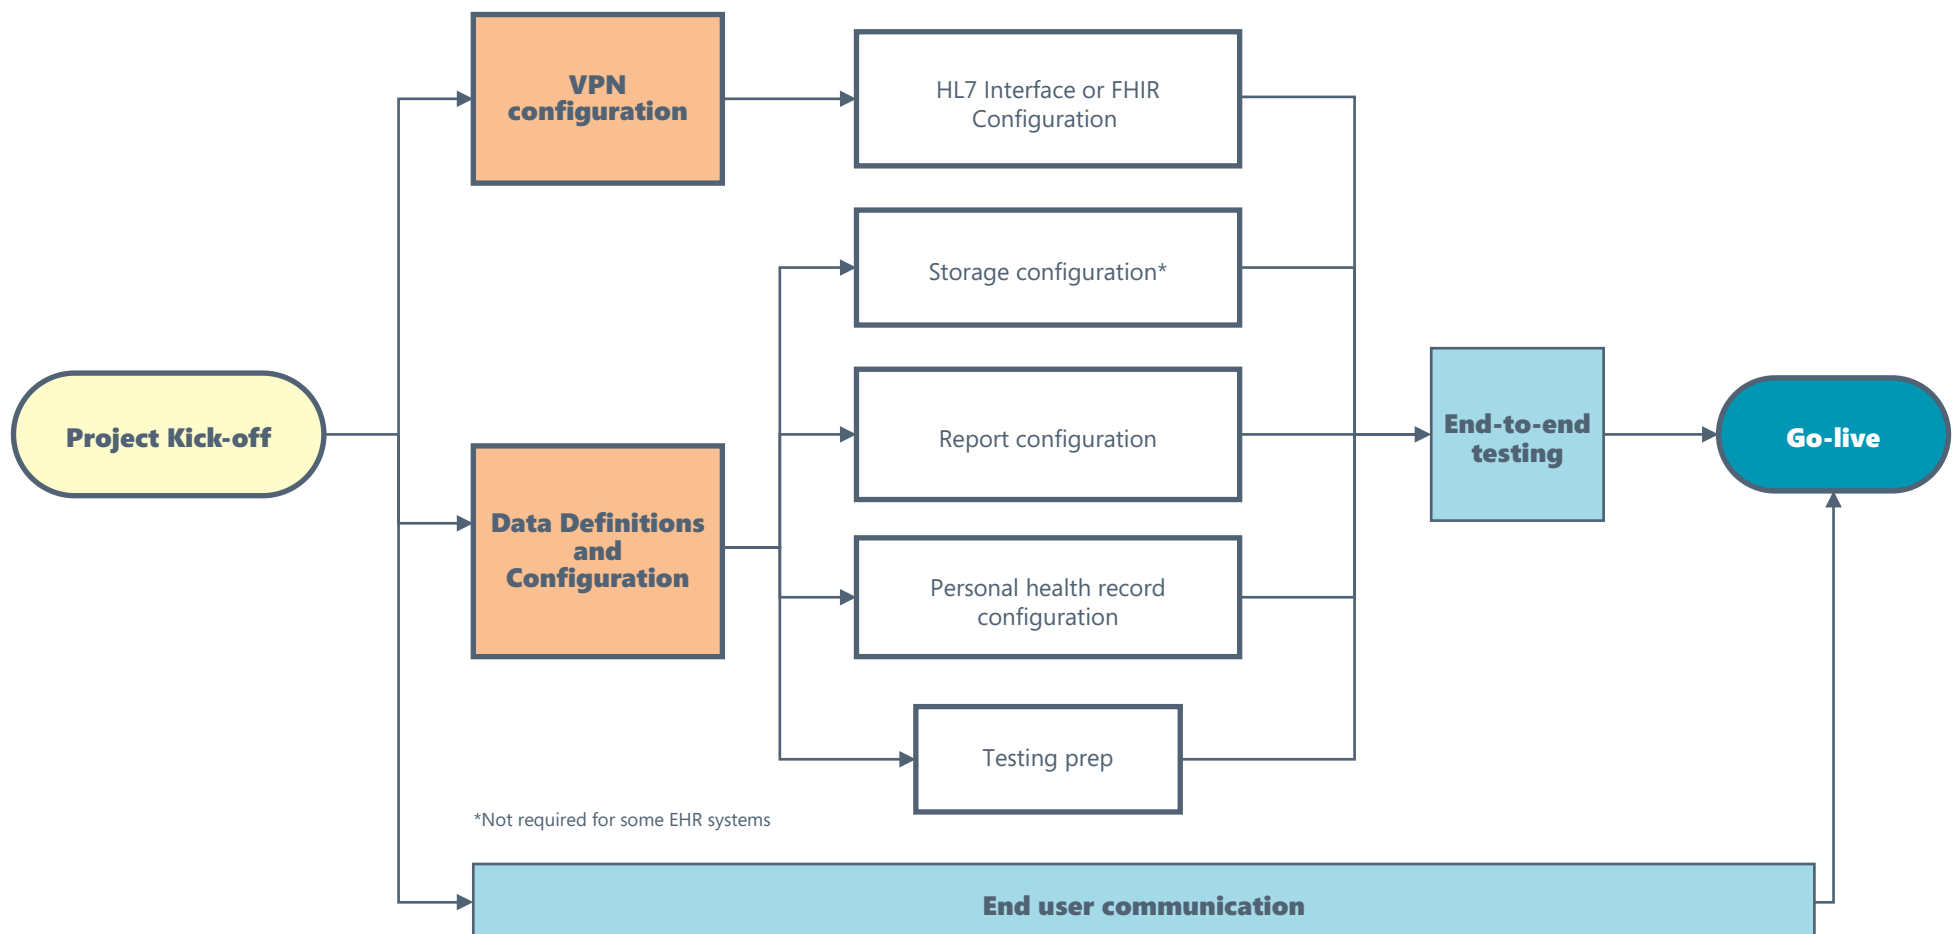 VPN
configuration
HL7 Interface or FHIR
Configuration
Storage configuration*
Project Kick-off
Report configuration
End-to-end
testing
Go-live
Data Definitions
and
Configuration
Personal health record
configuration
Testing prep
*Not required for some EHR systems
End user communication